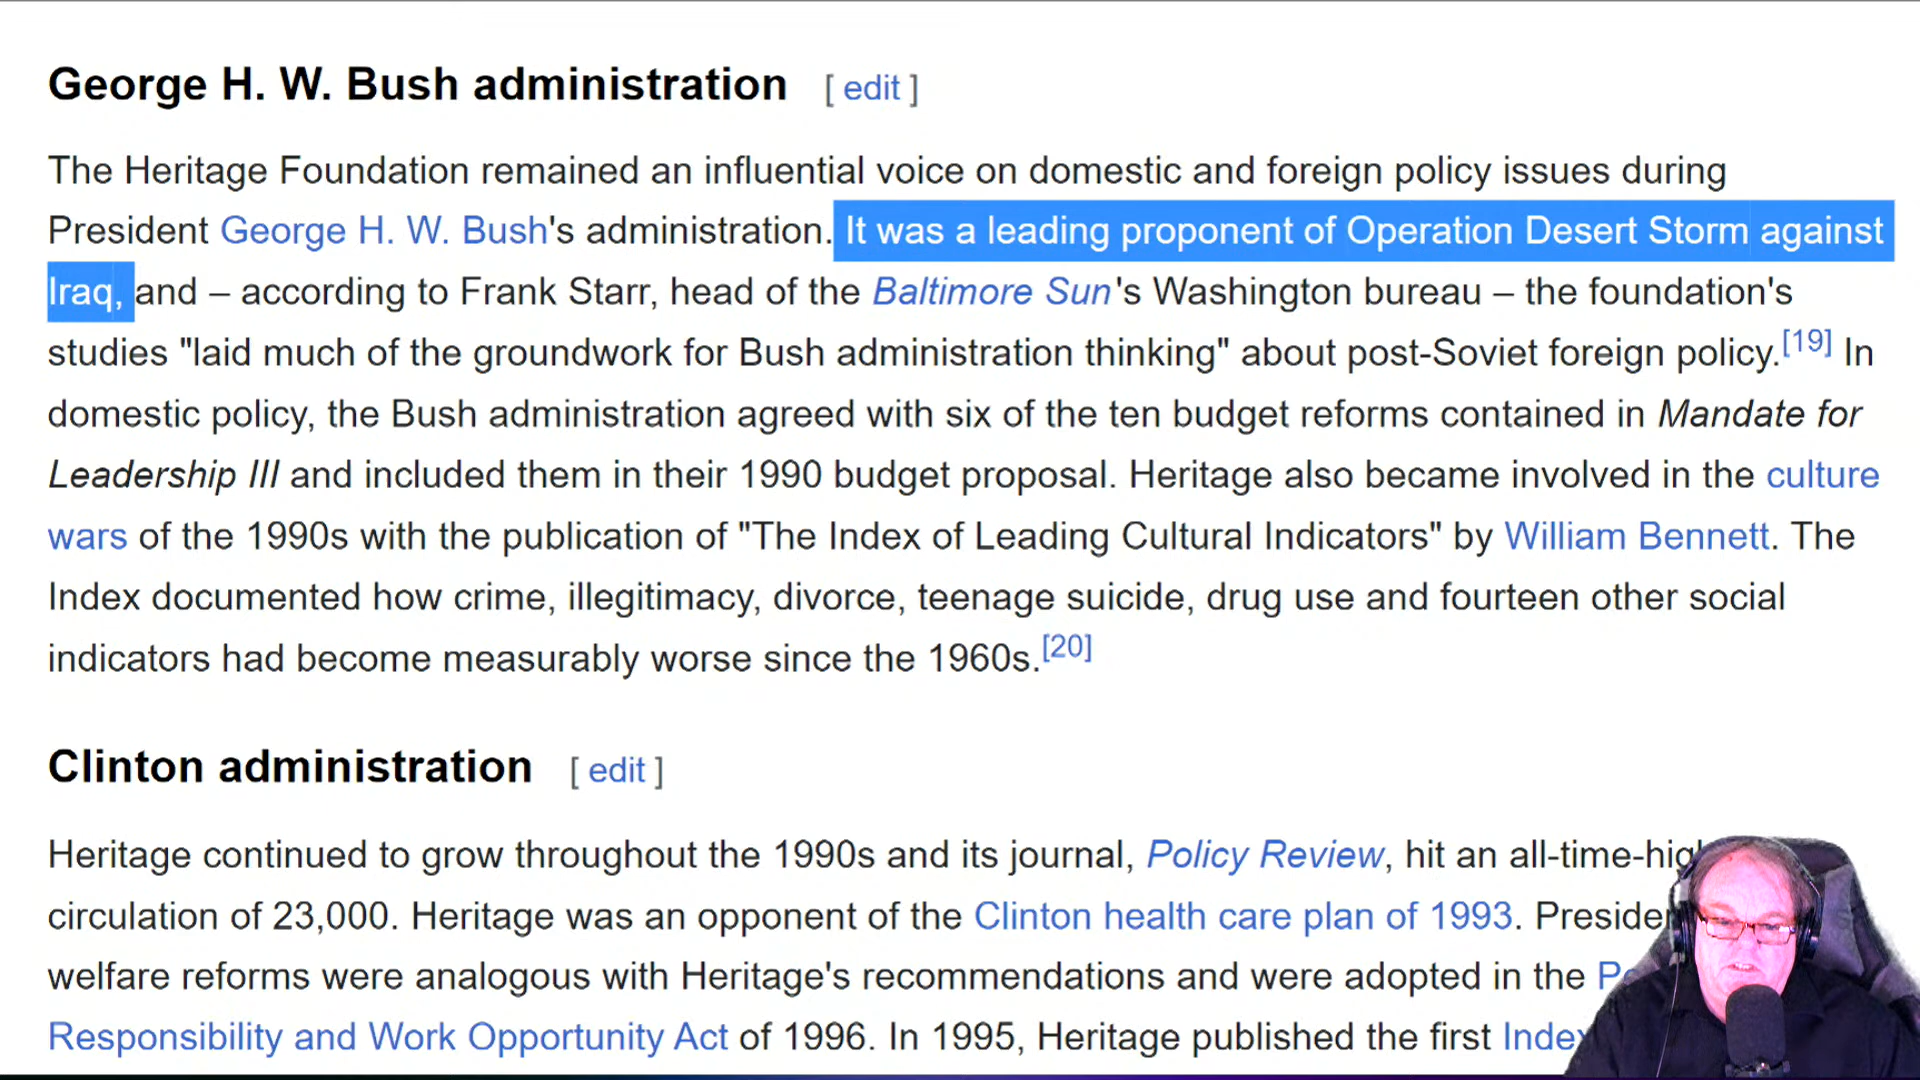 George H. W. Bush administration [ edit ]
The Heritage Foundation remained an influential voice on domestic and foreign policy issues during
President George H. W. Bush's administration. It was a leading proponent of Operation Desert Storm against
Iraq, and – according to Frank Starr, head of the Baltimore Sun's Washington bureau – the foundation's
studies "laid much of the groundwork for Bush administration thinking" about post-Soviet foreign policy.[19] In
domestic policy, the Bush administration agreed with six of the ten budget reforms contained in Mandate for
Leadership III and included them in their 1990 budget proposal. Heritage also became involved in the culture
wars of the 1990s with the publication of "The Index of Leading Cultural Indicators" by William Bennett. The
Index documented how crime, illegitimacy, divorce, teenage suicide, drug use and fourteen other social
indicators had become measurably worse since the 1960s.[20]
Clinton administration [ edit ]
Heritage continued to grow throughout the 1990s and its journal, Policy Review, hit an all-time-high
circulation of 23,000. Heritage was an opponent of the Clinton health care plan of 1993.
welfare reforms were analogous with Heritage's recommendations and were adopted in the
Responsibility and Work Opportunity Act of 1996. In 1995, Heritage published the first Index